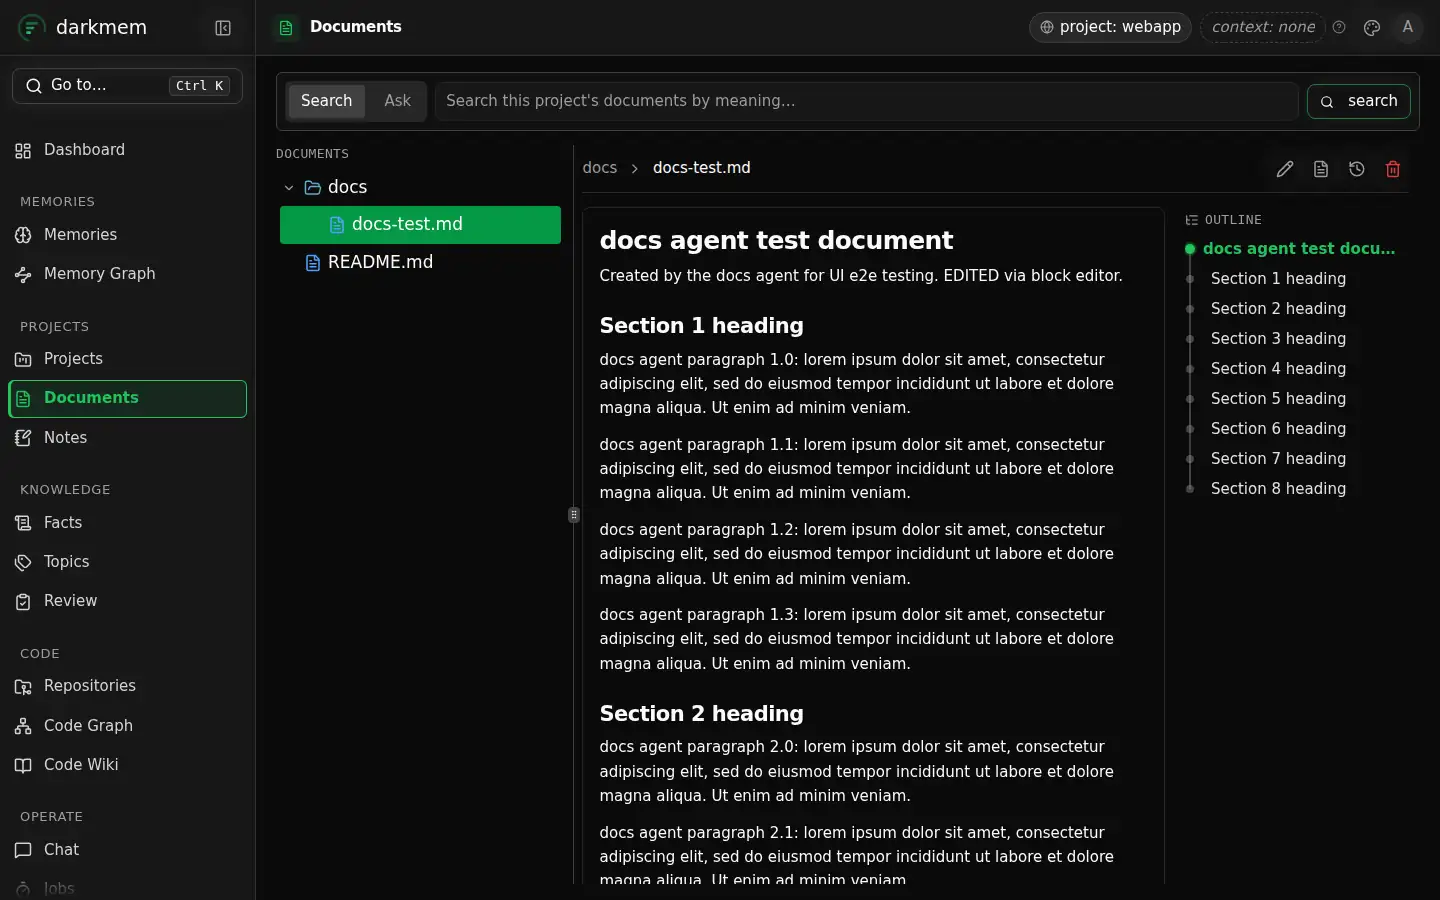 darkmem
Documents
project: webapp
context: none
A
Go to...
Ctrl K
Search
Ask
Search this project's documents by meaning...
search
Dashboard
MEMORIES
Memories
Memory Graph
PROJECTS
Projects
Documents
Notes
KNOWLEDGE
Facts
Topics
Review
CODE
Repositories
Code Graph
Code Wiki
OPERATE
Chat
Jobs
DOCUMENTS
docs
docs-test.md
README.md
docs
docs-test.md
docs agent test document
Created by the docs agent for UI e2e testing. EDITED via block editor.
Section 1 heading
docs agent paragraph 1.0: lorem ipsum dolor sit amet, consectetur
adipiscing elit, sed do eiusmod tempor incididunt ut labore et dolore
magna aliqua. Ut enim ad minim veniam.
docs agent paragraph 1.1: lorem ipsum dolor sit amet, consectetur
adipiscing elit, sed do eiusmod tempor incididunt ut labore et dolore
magna aliqua. Ut enim ad minim veniam.
docs agent paragraph 1.2: lorem ipsum dolor sit amet, consectetur
adipiscing elit, sed do eiusmod tempor incididunt ut labore et dolore
magna aliqua. Ut enim ad minim veniam.
docs agent paragraph 1.3: lorem ipsum dolor sit amet, consectetur
adipiscing elit, sed do eiusmod tempor incididunt ut labore et dolore
magna aliqua. Ut enim ad minim veniam.
Section 2 heading
docs agent paragraph 2.0: lorem ipsum dolor sit amet, consectetur
adipiscing elit, sed do eiusmod tempor incididunt ut labore et dolore
magna aliqua. Ut enim ad minim veniam.
docs agent paragraph 2.1: lorem ipsum dolor sit amet, consectetur
adipiscing elit, sed do eiusmod tempor incididunt ut labore et dolore
magna aliqua. Ut enim ad minim veniam.
OUTLINE
docs agent test docu...
Section 1 heading
Section 2 heading
Section 3 heading
Section 4 heading
Section 5 heading
Section 6 heading
Section 7 heading
Section 8 heading